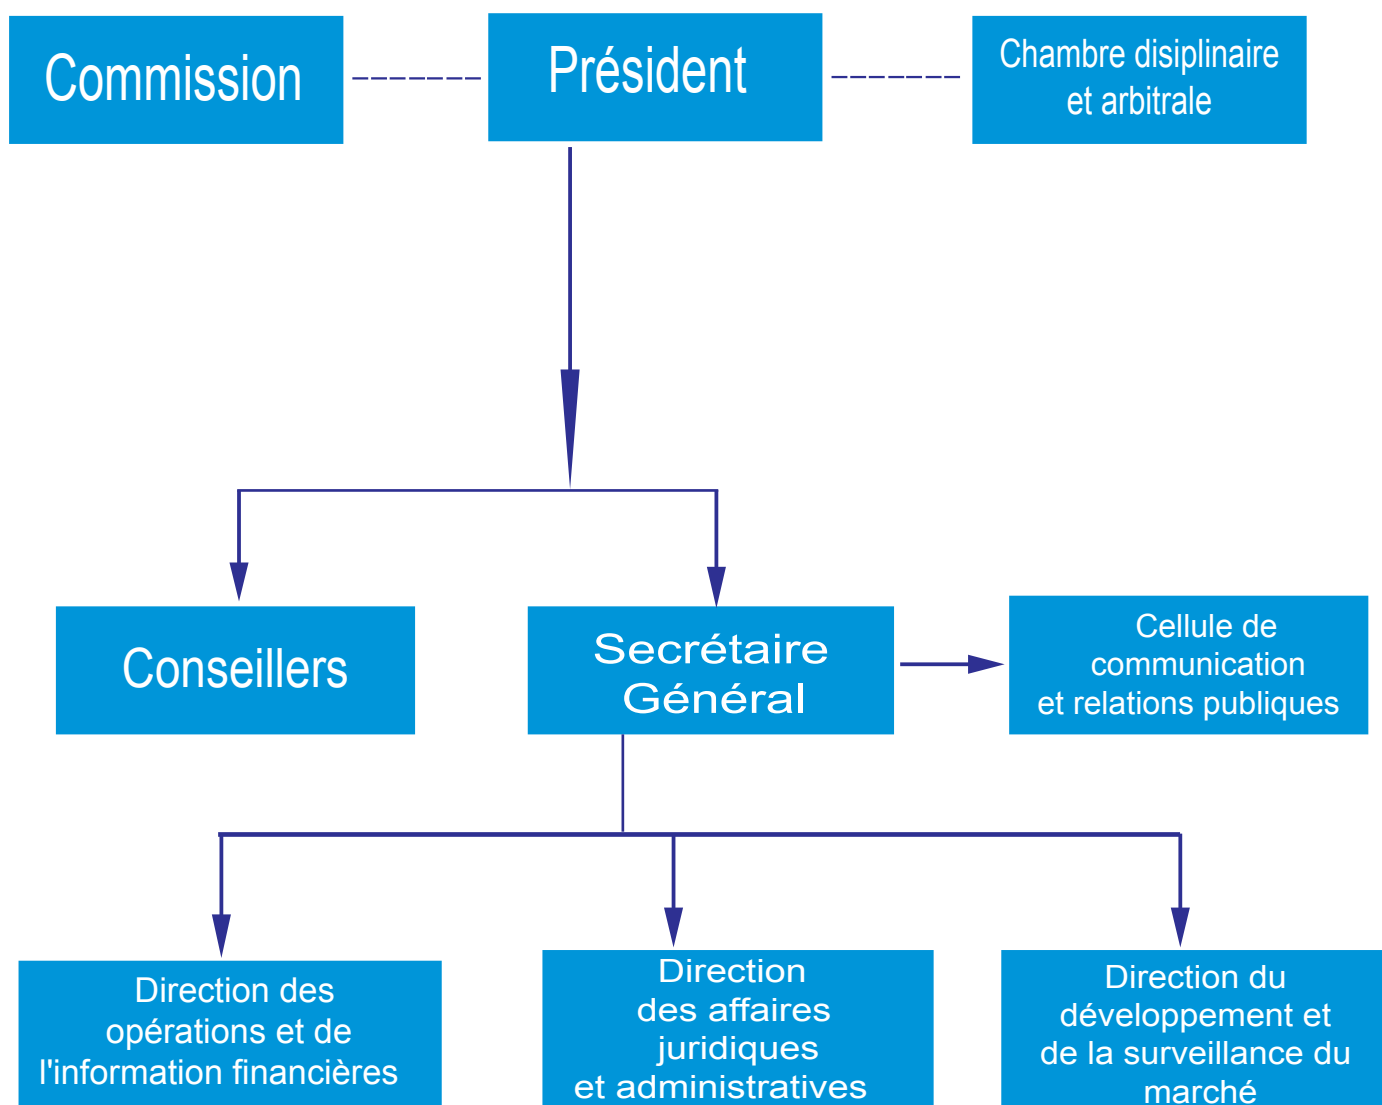 Commission
Président
Chambre disiplinaire
et arbitrale
Conseillers
Secrétaire
Général
Cellule de
communication
et relations publiques
Direction des
opérations et de
l'information financières
Direction
des affaires
juridiques
et administratives
Direction du
développement et
de la surveillance du
marché